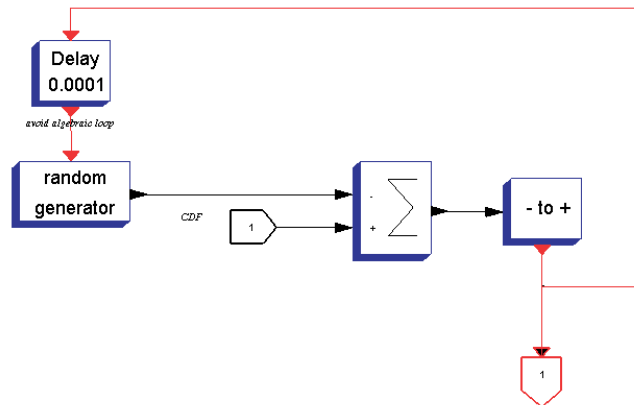 Delay
0.0001
avoid algebraic loop
random
generator
CDF
1
-
+
- to +
1